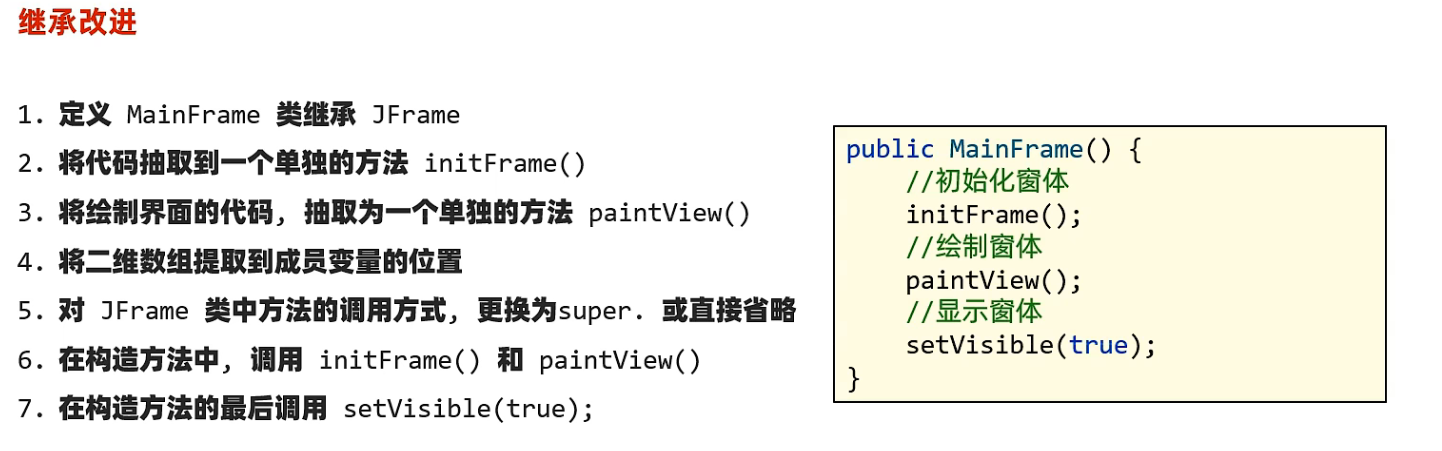 继承改进
1. 定义 MainFrame 类继承 JFrame
2. 将代码抽取到一个单独的方法 initFrame()
3. 将绘制界面的代码, 抽取为一个单独的方法 paintView()
4. 将二维数组提取到成员变量的位置
5. 对 JFrame 类中方法的调用方式, 更换为super. 或直接省略
6. 在构造方法中, 调用 initFrame() 和 paintView()
7. 在构造方法的最后调用 setVisible(true);
public MainFrame() {
    //初始化窗体
    initFrame();
    //绘制窗体
    paintView();
    //显示窗体
    setVisible(true);
}